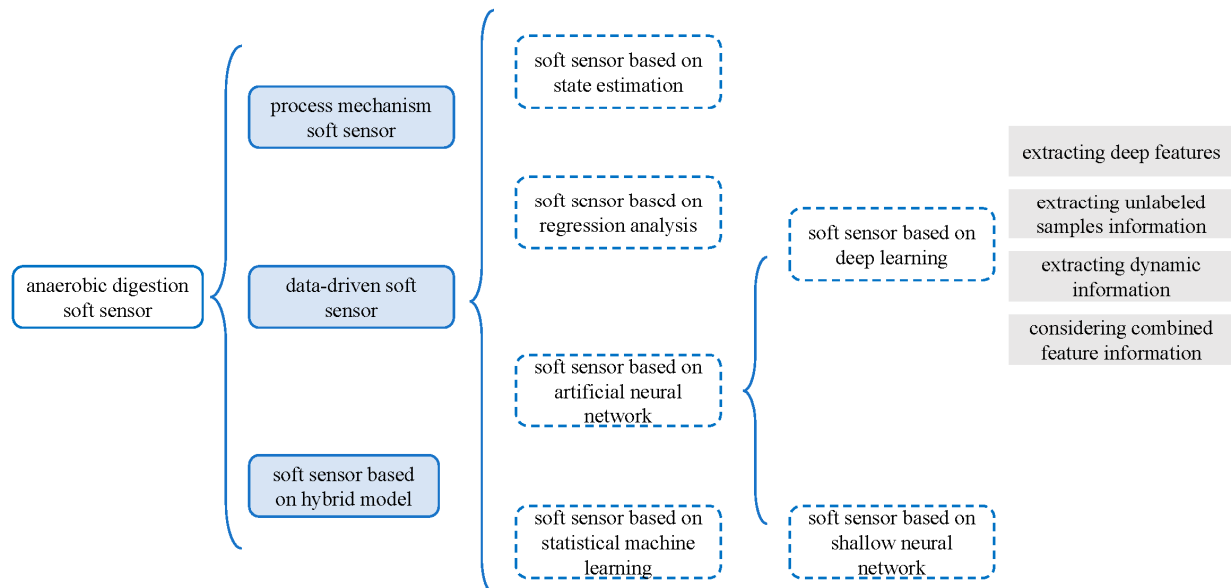 anaerobic digestion
soft sensor
process mechanism
soft sensor
data-driven soft
sensor
soft sensor based
on hybrid model
soft sensor based on
state estimation
soft sensor based on
regression analysis
soft sensor based on
artificial neural
network
soft sensor based on
statistical machine
learning
soft sensor based on
deep learning
soft sensor based on
shallow neural
network
extracting deep features
extracting unlabeled
samples information
extracting dynamic
information
considering combined
feature information